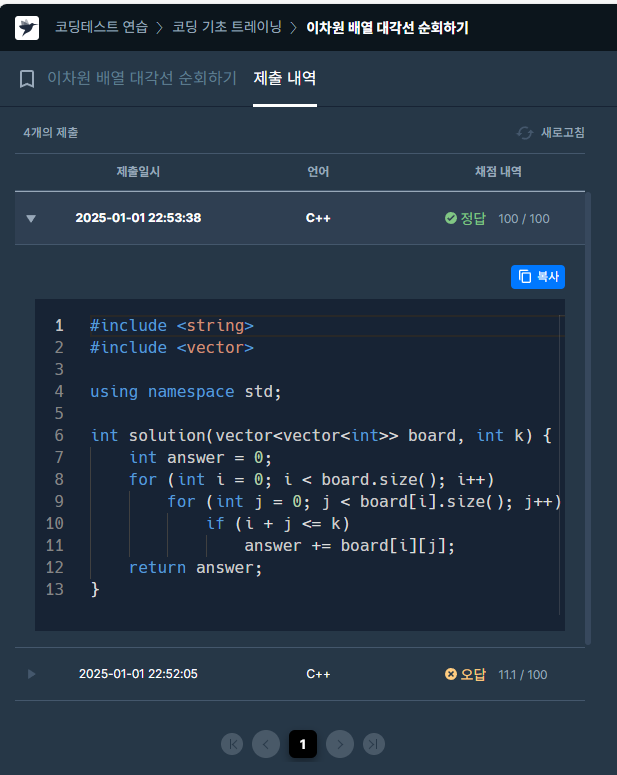 코딩테스트 연습 > 코딩 기초 트레이닝 > 이차원 배열 대각선 순회하기
이차원 배열 대각선 순회하기 제출 내역
4개의 제출 새로고침
제출일시 언어 채점 내역
2025-01-01 22:53:38 C++ 정답 100 / 100
복사
1 #include <string>
2 #include <vector>
3
4 using namespace std;
5
6 int solution(vector<vector<int>> board, int k) {
7     int answer = 0;
8     for (int i = 0; i < board.size(); i++)
9         for (int j = 0; j < board[i].size(); j++)
10             if (i + j <= k)
11                 answer += board[i][j];
12     return answer;
13 }
2025-01-01 22:52:05 C++ 오답 11.1 / 100
1